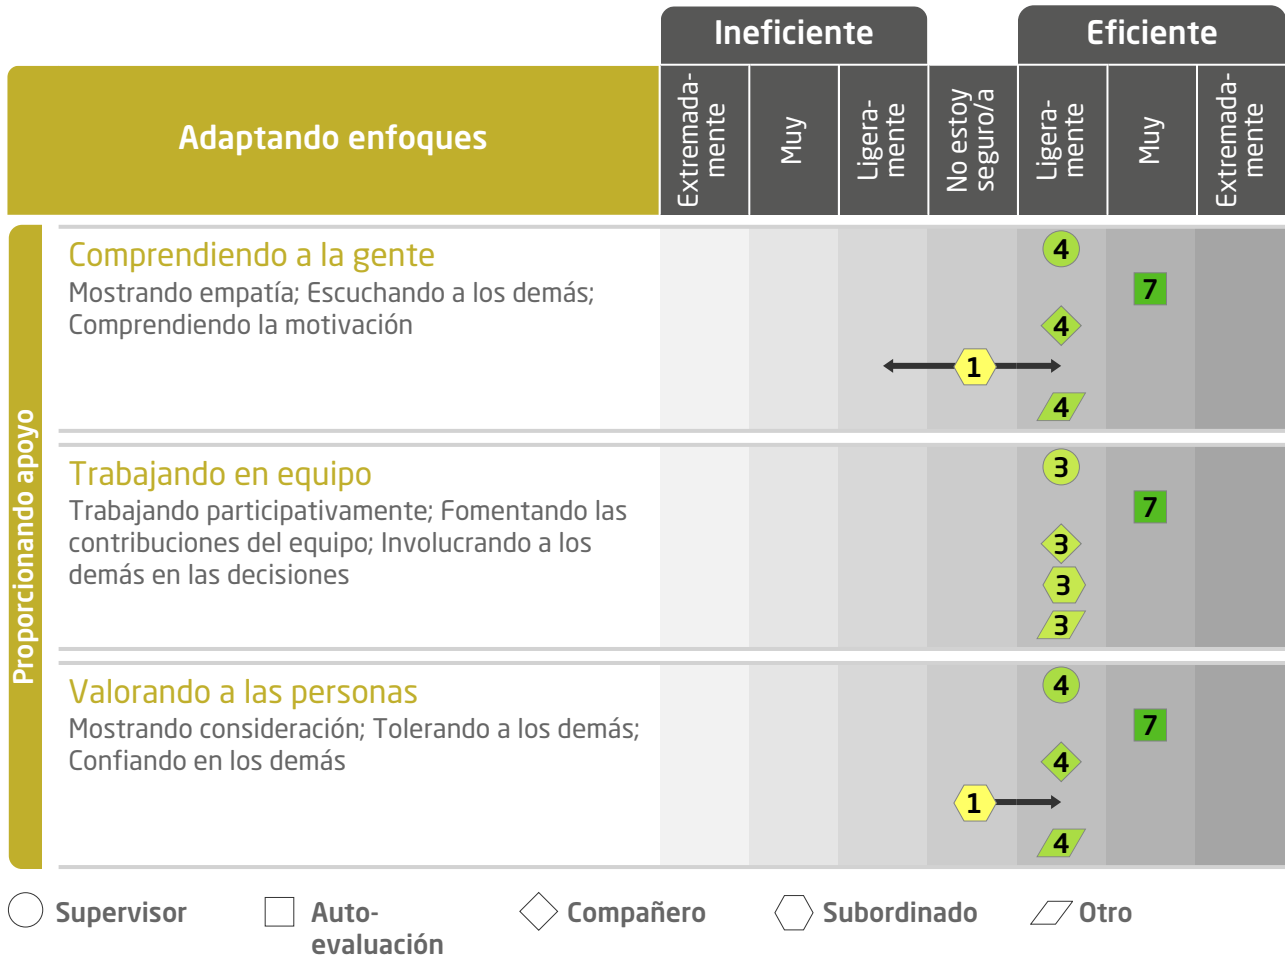 Ineficiente
Eficiente
Adaptando enfoques
Extremada-
mente
Muy
Ligera-
mente
No estoy
seguro/a
Ligera-
mente
Muy
Extremada-
mente
Proporcionando apoyo
Comprendiendo a la gente
Mostrando empatía; Escuchando a los demás;
Comprendiendo la motivación
4
7
4
1
4
Trabajando en equipo
Trabajando participativamente; Fomentando las
contribuciones del equipo; Involucrando a los
demás en las decisiones
3
7
3
3
3
Valorando a las personas
Mostrando consideración; Tolerando a los demás;
Confiando en los demás
4
7
4
1
4
Supervisor
Auto-
evaluación
Compañero
Subordinado
Otro